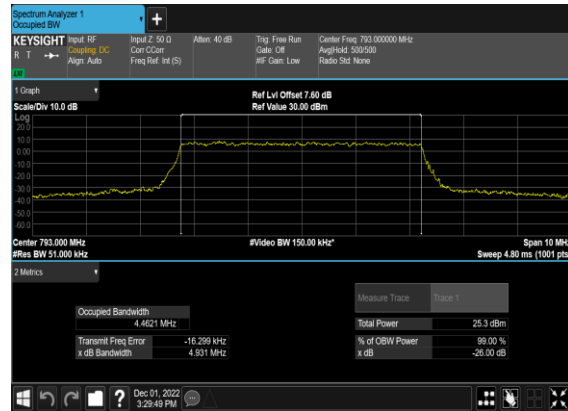 Spectrum Analyzer 1
Occupied BW
KEYSIGHT
R T
LU
Input: RF
Coupling: DC
Align: Auto
Input Z: 50 Ω
Corr CCorr
Freq Ref: Int (S)
Atten: 40 dB
Trig: Free Run
Gate: Off
#IF Gain: Low
Center Freq: 793.000000 MHz
Avg|Hold: 500/500
Radio Std: None
1 Graph
Scale/Div 10.0 dB
Ref Lvl Offset 7.60 dB
Ref Value 30.00 dBm
Log
20.0
10.0
0.00
-10.0
-20.0
-30.0
-40.0
-50.0
-60.0
Center 793.000 MHz
#Res BW 51.000 kHz
#Video BW 150.00 kHz*
Span 10 MHz
Sweep 4.80 ms (1001 pts)
2 Metrics
Measure Trace Trace 1
Occupied Bandwidth
4.4621 MHz
Total Power 25.3 dBm
Transmit Freq Error -16.299 kHz
% of OBW Power 99.00 %
x dB Bandwidth 4.931 MHz
x dB -26.00 dB
?
Dec 01, 2022
3:29:49 PM